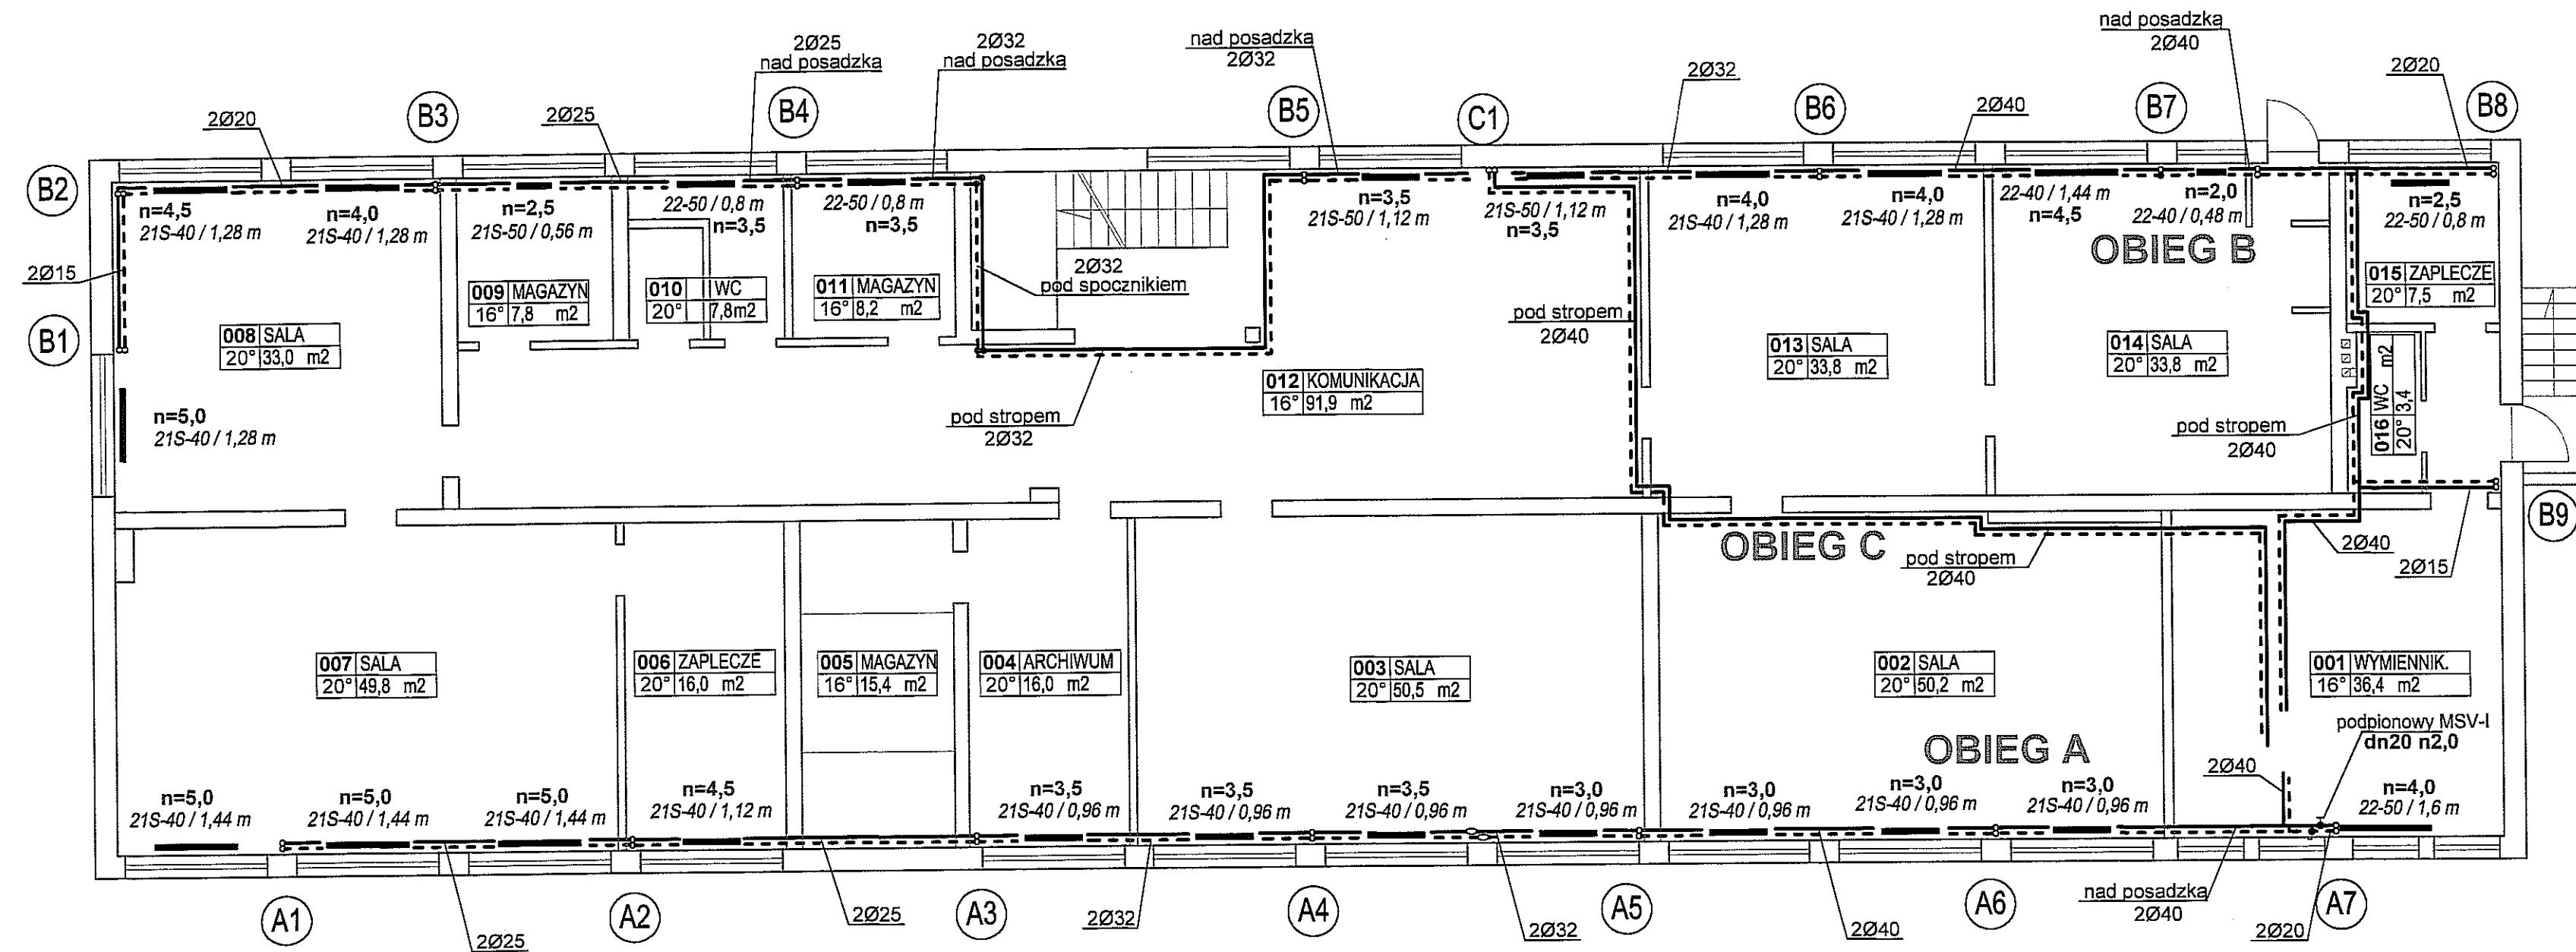 2Ø25
nad posadzką
2Ø32
nad posadzką
nad posadzką
2Ø32
nad posadzką
2Ø40
2Ø20
B3
2Ø25
B4
B5
C1
2Ø32
B6
2Ø40
B7
2Ø20
B8
B2
n=4,5
21S-40 / 1,28 m
n=4,0
21S-40 / 1,28 m
n=2,5
21S-50 / 0,56 m
22-50 / 0,8 m
n=3,5
22-50 / 0,8 m
n=3,5
n=3,5
21S-50 / 1,12 m
21S-50 / 1,12 m
n=3,5
n=4,0
21S-40 / 1,28 m
n=4,0
21S-40 / 1,28 m
22-40 / 1,44 m
n=4,5
n=2,0
22-40 / 0,48 m
n=2,5
22-50 / 0,8 m
OBIEG B
2Ø15
2Ø32
pod spocznikiem
009 MAGAZYN
16° 7,8 m2
010 WC
20° 7,8m2
011 MAGAZYN
16° 8,2 m2
015 ZAPLECZE
20° 7,5 m2
B1
008 SALA
20° 33,0 m2
pod stropem
2Ø40
013 SALA
20° 33,8 m2
014 SALA
20° 33,8 m2
012 KOMUNIKACJA
16° 91,9 m2
016 WC m2
20° 3,4
n=5,0
21S-40 / 1,28 m
pod stropem
2Ø32
pod stropem
2Ø40
B9
OBIEG C
pod stropem
2Ø40
2Ø40
2Ø15
007 SALA
20° 49,8 m2
006 ZAPLECZE
20° 16,0 m2
005 MAGAZYN
16° 15,4 m2
004 ARCHIWUM
20° 16,0 m2
003 SALA
20° 50,5 m2
002 SALA
20° 50,2 m2
001 WYMIENNIK.
16° 36,4 m2
podpionowy MSV-I
dn20 n2,0
OBIEG A
2Ø40
n=5,0
21S-40 / 1,44 m
n=5,0
21S-40 / 1,44 m
n=5,0
21S-40 / 1,44 m
n=4,5
21S-40 / 1,12 m
n=3,5
21S-40 / 0,96 m
n=3,5
21S-40 / 0,96 m
n=3,5
21S-40 / 0,96 m
n=3,0
21S-40 / 0,96 m
n=3,0
21S-40 / 0,96 m
n=3,0
21S-40 / 0,96 m
n=3,0
21S-40 / 0,96 m
n=4,0
22-50 / 1,6 m
A1
2Ø25
A2
2Ø25
A3
2Ø32
A4
2Ø32
A5
2Ø40
A6
nad posadzką
2Ø40
2Ø20
A7